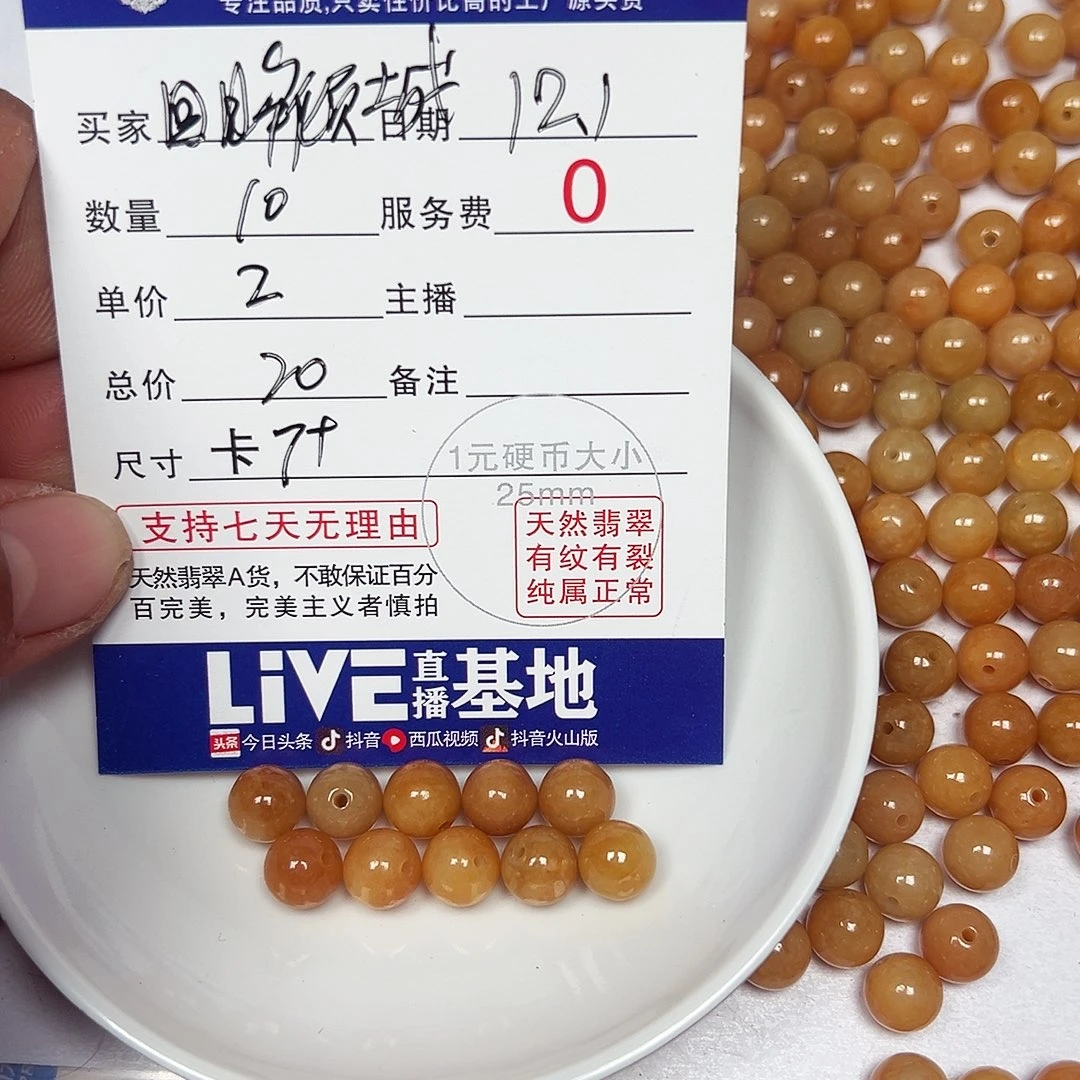 专注品质,只卖性价比高的工厂源头货
买家 日期 12.1
数量 10 服务费 0
单价 2 主播
总价 20 备注
尺寸 卡7+
1元硬币大小
25mm
支持七天无理由
天然翡翠A货，不敢保证百分
百完美，完美主义者慎拍
天然翡翠
有纹有裂
纯属正常
LiVE直播基地
头条 今日头条 抖音 西瓜视频 抖音火山版